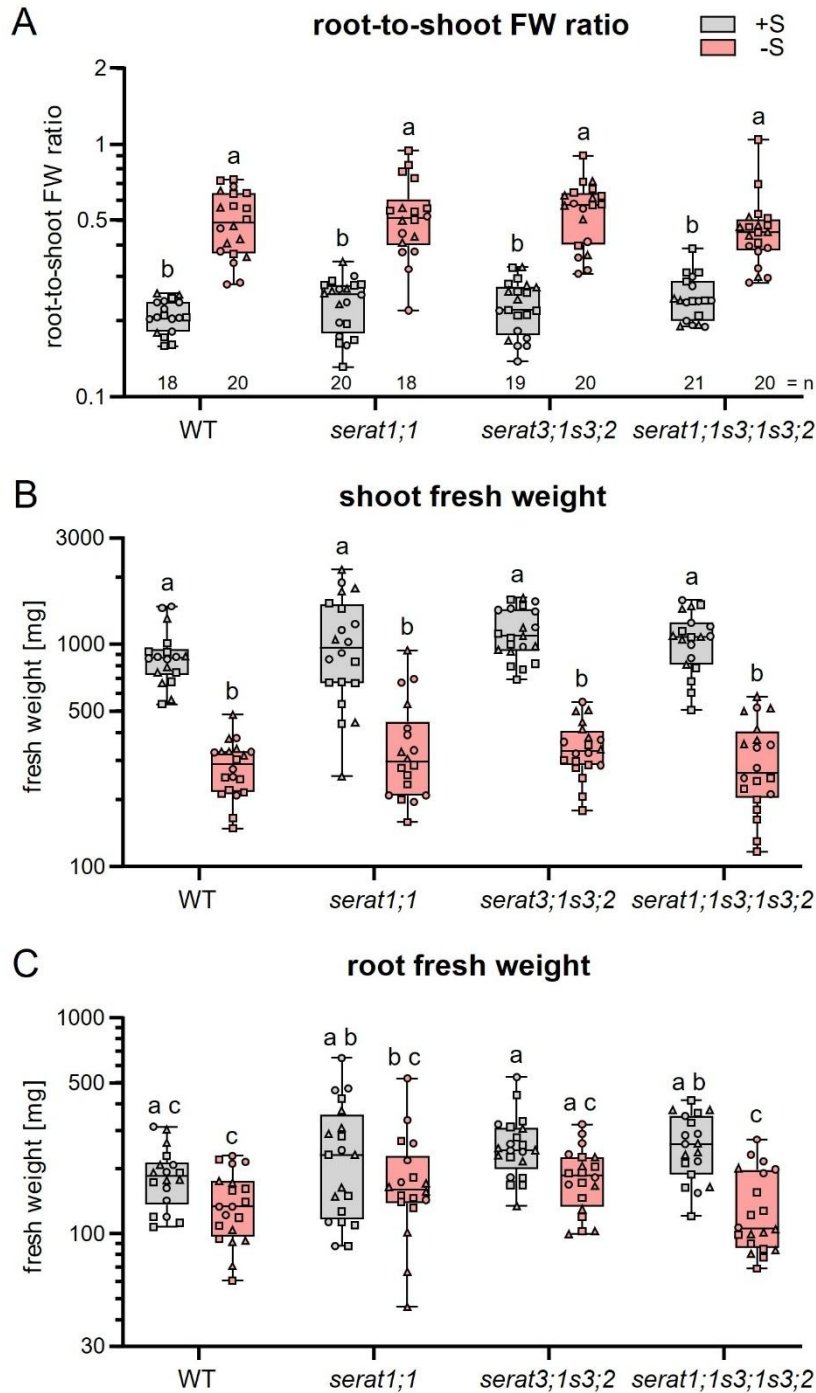 A root-to-shoot FW ratio
+S
-S
root-to-shoot FW ratio
2
1
0.5
0.1
b a b a b a b a
18 20 20 18 19 20 21 20 = n
WT serat1;1 serat3;1s3;2 serat1;1s3;1s3;2
B shoot fresh weight
fresh weight [mg]
3000
1000
500
100
a b a b a b a b
WT serat1;1 serat3;1s3;2 serat1;1s3;1s3;2
C root fresh weight
fresh weight [mg]
1000
500
100
30
a c c a b b c a a c a b c
WT serat1;1 serat3;1s3;2 serat1;1s3;1s3;2